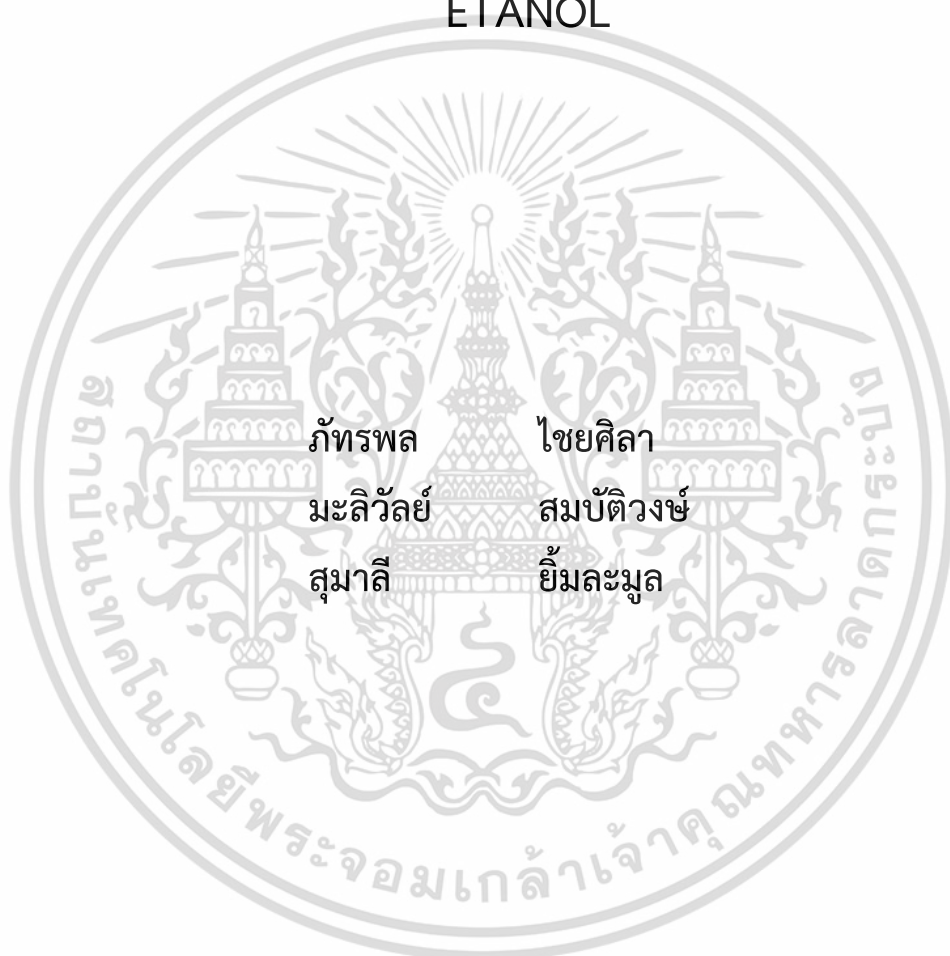 ETANOL
ภัทรพล ไชยศิลา
มะลิวัลย์ สมบัติวงษ์
สุมาลี ยิ้มละมูล
๔
สถาบันเทคโนโลยีพระจอมเกล้าเจ้าคุณทหารลาดกระบัง